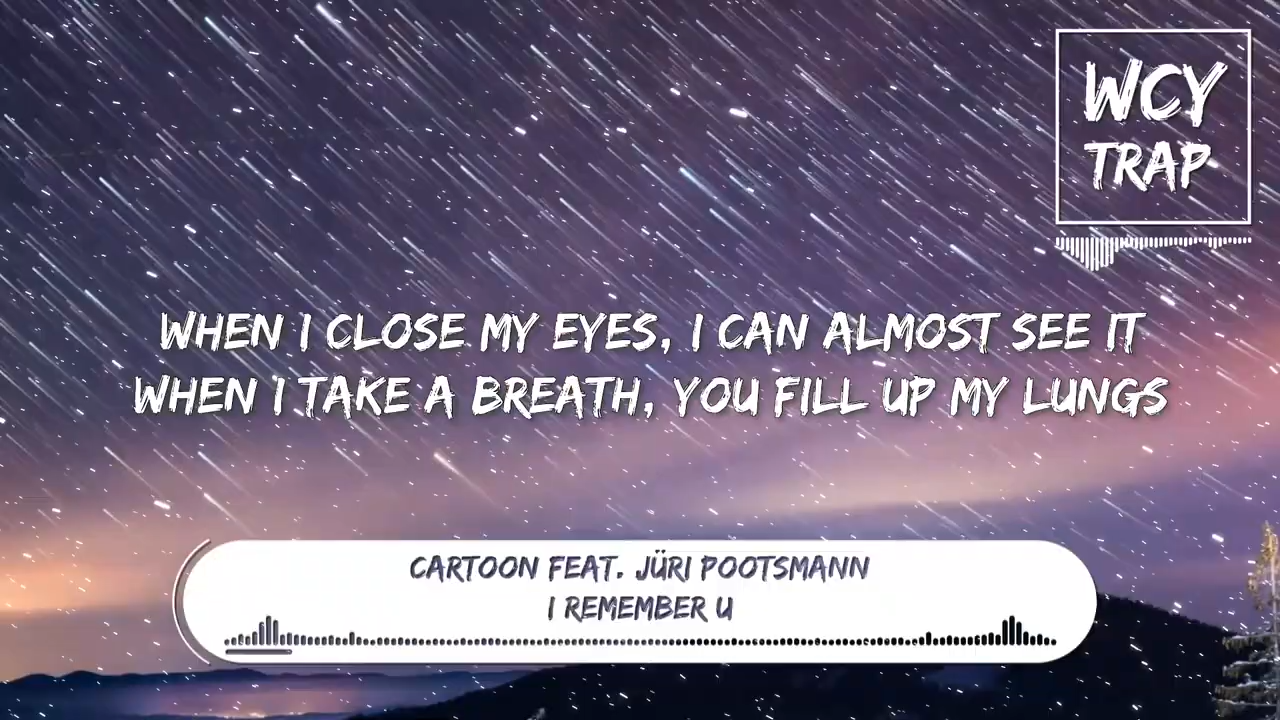 WCY
TRAP
WHEN I CLOSE MY EYES, I CAN ALMOST SEE IT
WHEN I TAKE A BREATH, YOU FILL UP MY LUNGS
CARTOON FEAT. JÜRI POOTSMANN
I REMEMBER U